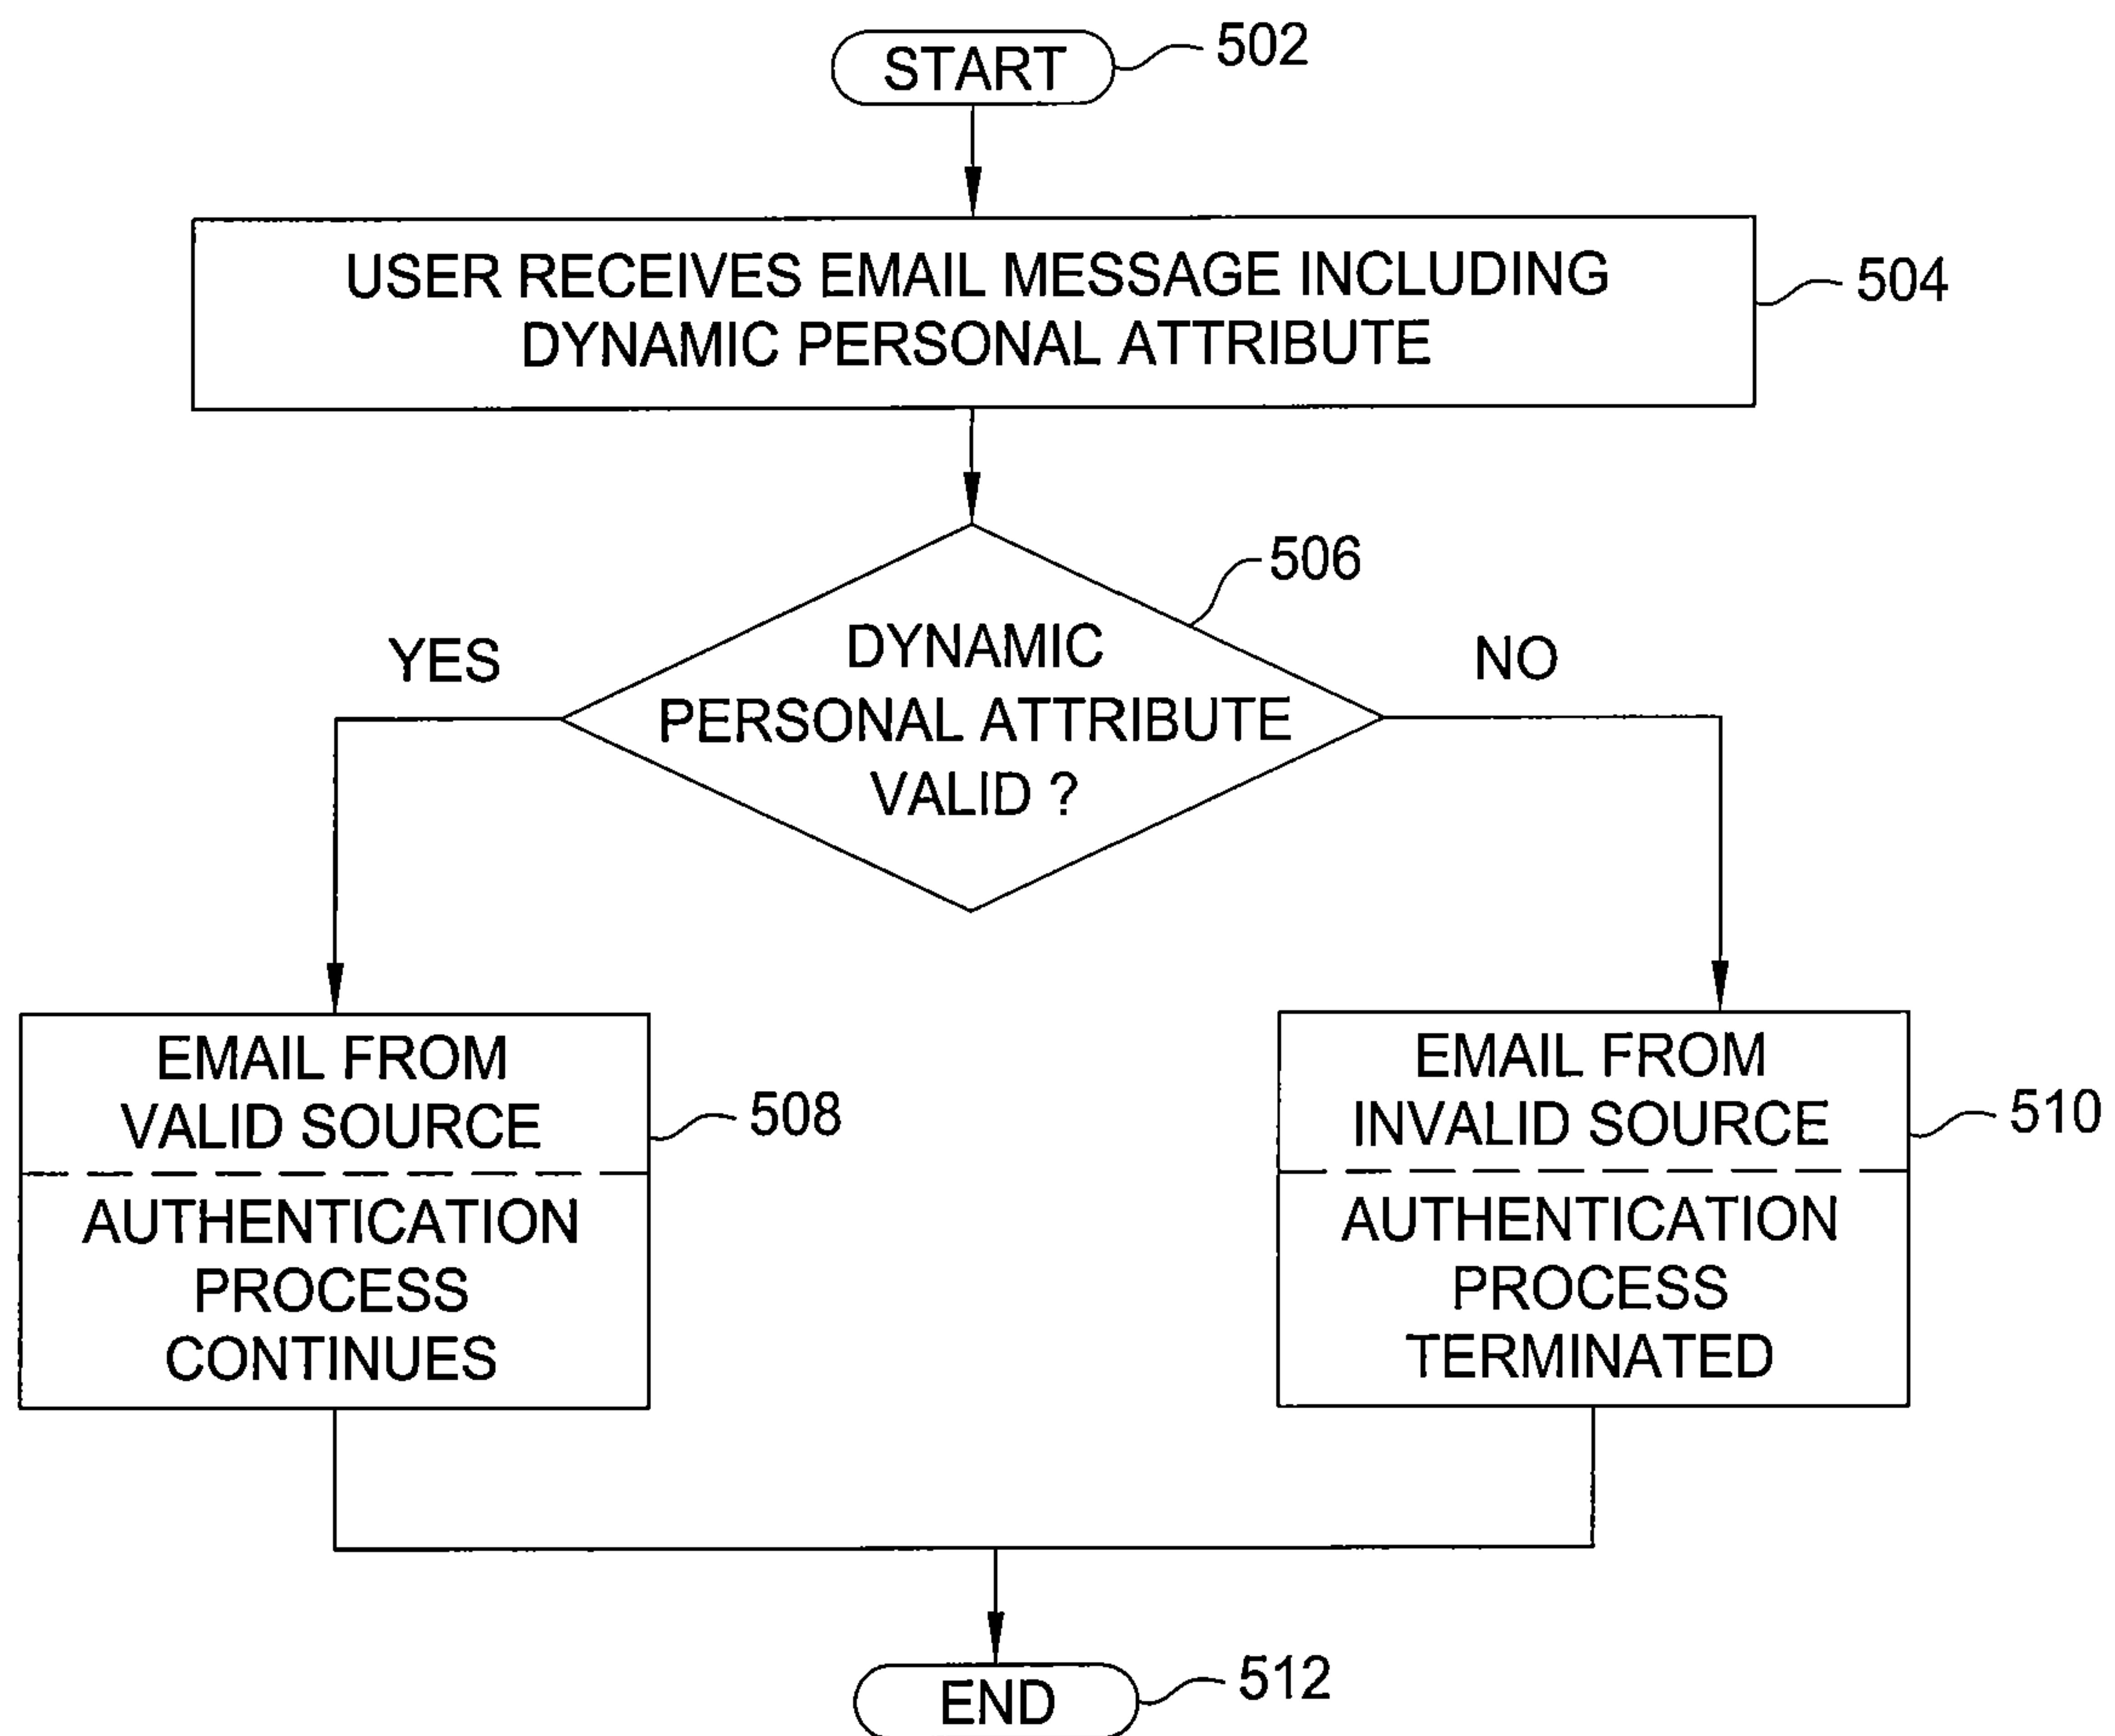 START
502
USER RECEIVES EMAIL MESSAGE INCLUDING
DYNAMIC PERSONAL ATTRIBUTE
504
506
DYNAMIC
PERSONAL ATTRIBUTE
VALID ?
YES
NO
EMAIL FROM
VALID SOURCE
AUTHENTICATION
PROCESS
CONTINUES
508
EMAIL FROM
INVALID SOURCE
AUTHENTICATION
PROCESS
TERMINATED
510
END
512